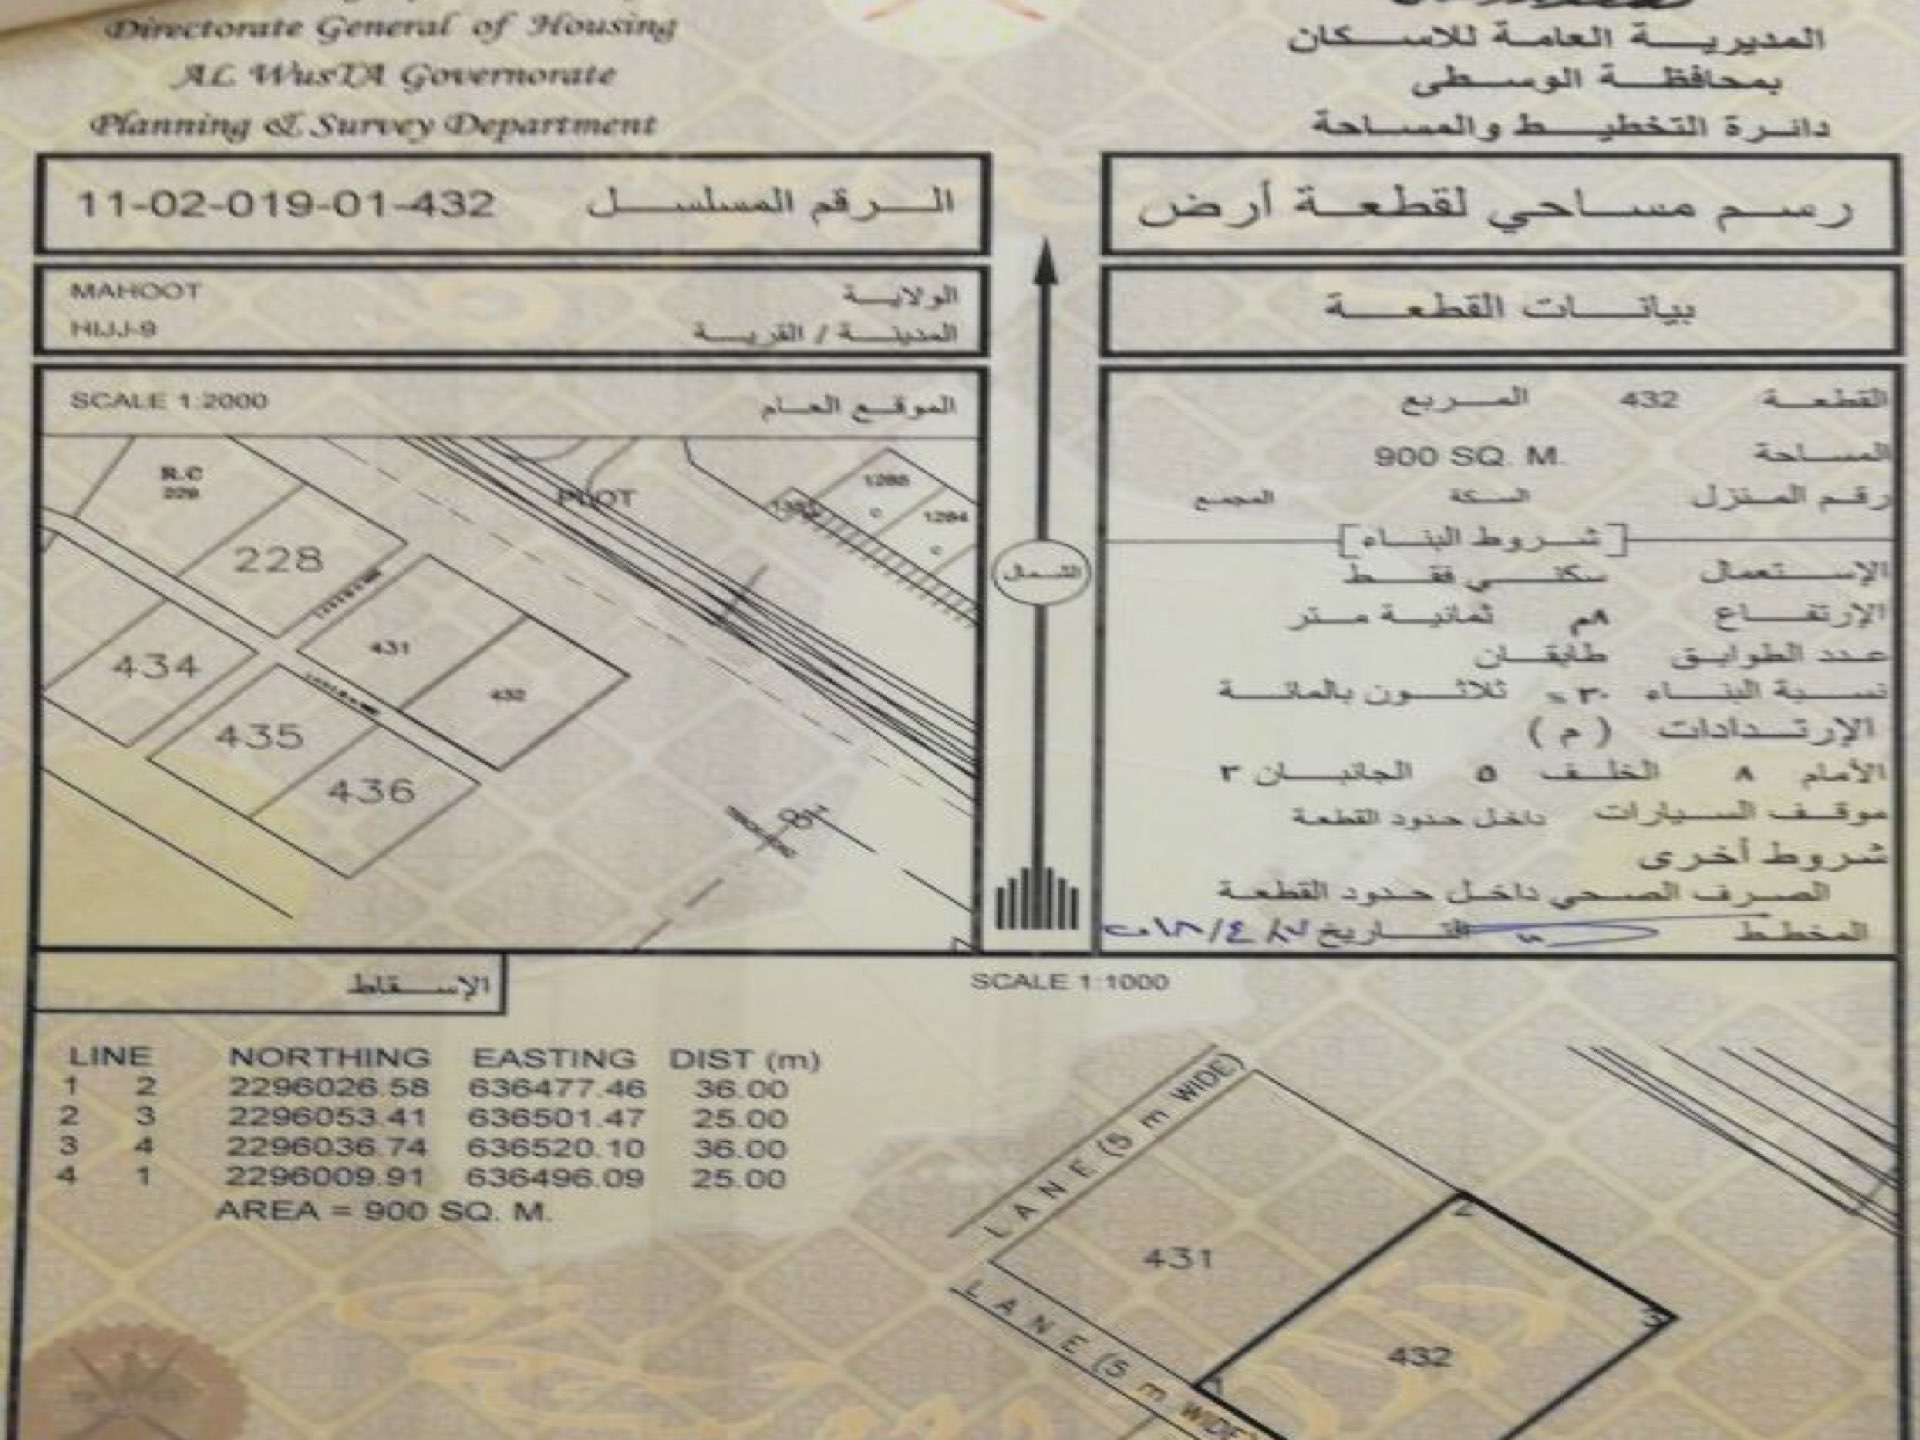 Directorate General of Housing
AL WusTA Governorate
Planning & Survey Department
المديرية العامة للاسكان
بمحافظة الوسطى
دائرة التخطيط والمساحة
11-02-019-01-432 الرقم المسلسل
رسم مساحي لقطعة أرض
MAHOOT الولاية
HIJJ-9 المدينة / القرية
بيانات القطعة
SCALE 1:2000 الموقع العام
R.C
229
228
PLOT
1285
C
1284
C
431
432
434
435
436
الشمال
القطعة 432 المربع
المساحة 900 SQ. M.
رقم المنزل السكة المجمع
[شروط البناء]
الإستعمال سكني فقط
الإرتفاع ٨م ثمانية متر
عدد الطوابق طابقان
نسبة البناء ٣٠% ثلاثون بالمائة
الإرتدادات (م)
الأمام ٨ الخلف ٥ الجانبان ٣
موقف السيارات داخل حدود القطعة
شروط أخرى
الصرف الصحي داخل حدود القطعة
المخطط التاريخ
الإسقاط
SCALE 1:1000
LINE NORTHING EASTING DIST (m)
1 2 2296026.58 636477.46 36.00
2 3 2296053.41 636501.47 25.00
3 4 2296036.74 636520.10 36.00
4 1 2296009.91 636496.09 25.00
AREA = 900 SQ. M.
LANE (5 m WIDE)
431
2
3
432
1
LANE (5 m WIDE)